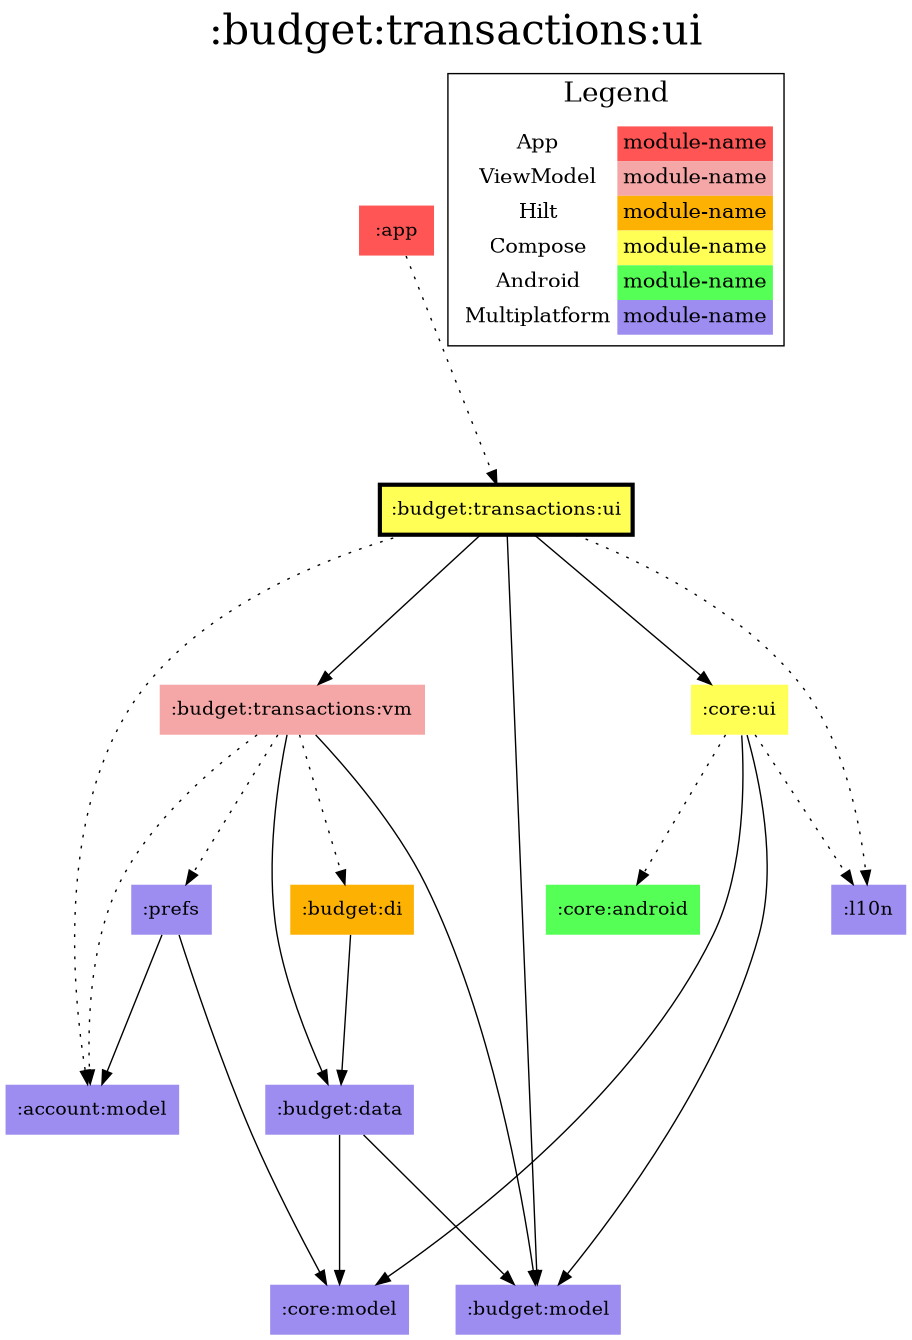 :budget:transactions:ui
Legend
App module-name
ViewModel module-name
Hilt module-name
Compose module-name
Android module-name
Multiplatform module-name
:app
:budget:transactions:ui
:budget:transactions:vm
:core:ui
:prefs
:budget:di
:core:android
:l10n
:account:model
:budget:data
:core:model
:budget:model